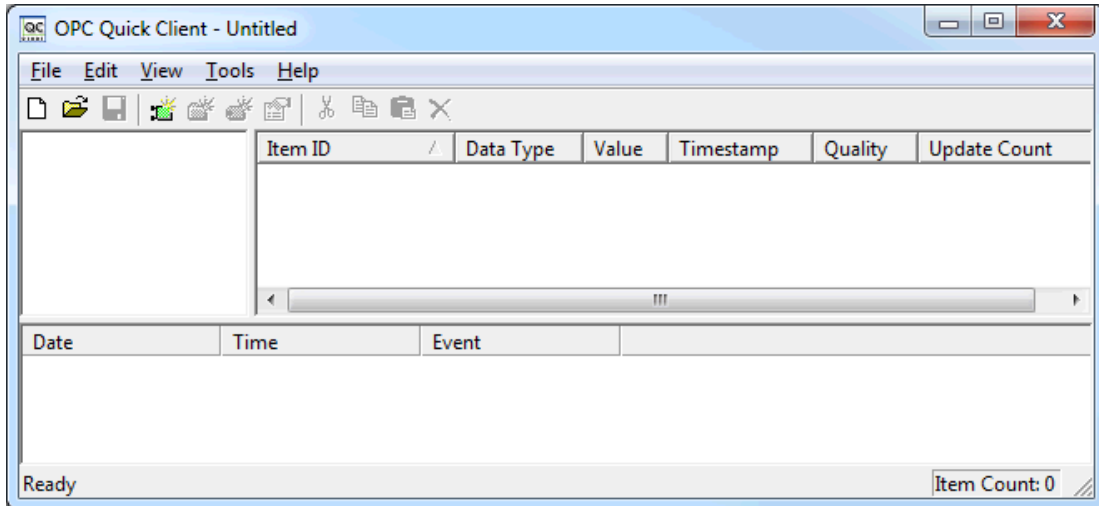 OPC Quick Client - Untitled
File Edit View Tools Help
Item ID Data Type Value Timestamp Quality Update Count
Date Time Event
Ready Item Count: 0